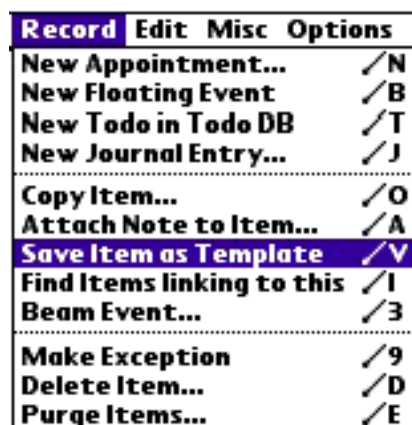 Record Edit Misc Options
New Appointment... ⁄N
New Floating Event ⁄B
New Todo in Todo DB ⁄T
New Journal Entry... ⁄J
Copy Item... ⁄O
Attach Note to Item... ⁄A
Save Item as Template ⁄V
Find Items linking to this ⁄I
Beam Event... ⁄3
Make Exception ⁄9
Delete Item... ⁄D
Purge Items... ⁄E